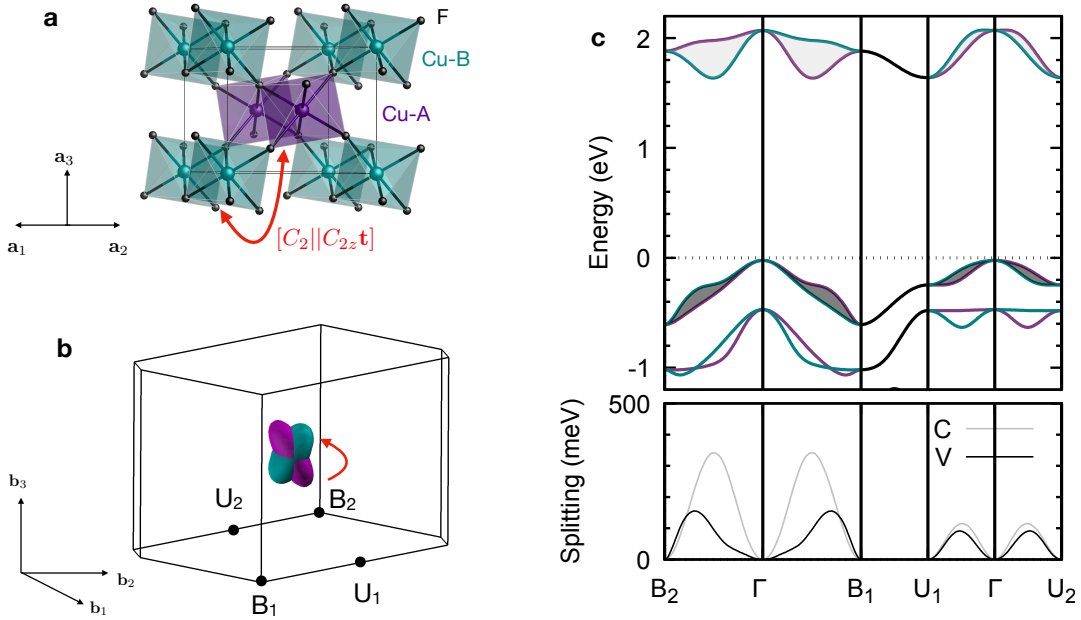 a
F
Cu-B
Cu-A
a₃
a₁
a₂
[C₂||C₂zt]
b
b₃
b₂
b₁
U₂
B₂
B₁
U₁
c
Energy (eV)
2
1
0
-1
Splitting (meV)
500
0
C
V
B₂
Γ
B₁
U₁
Γ
U₂